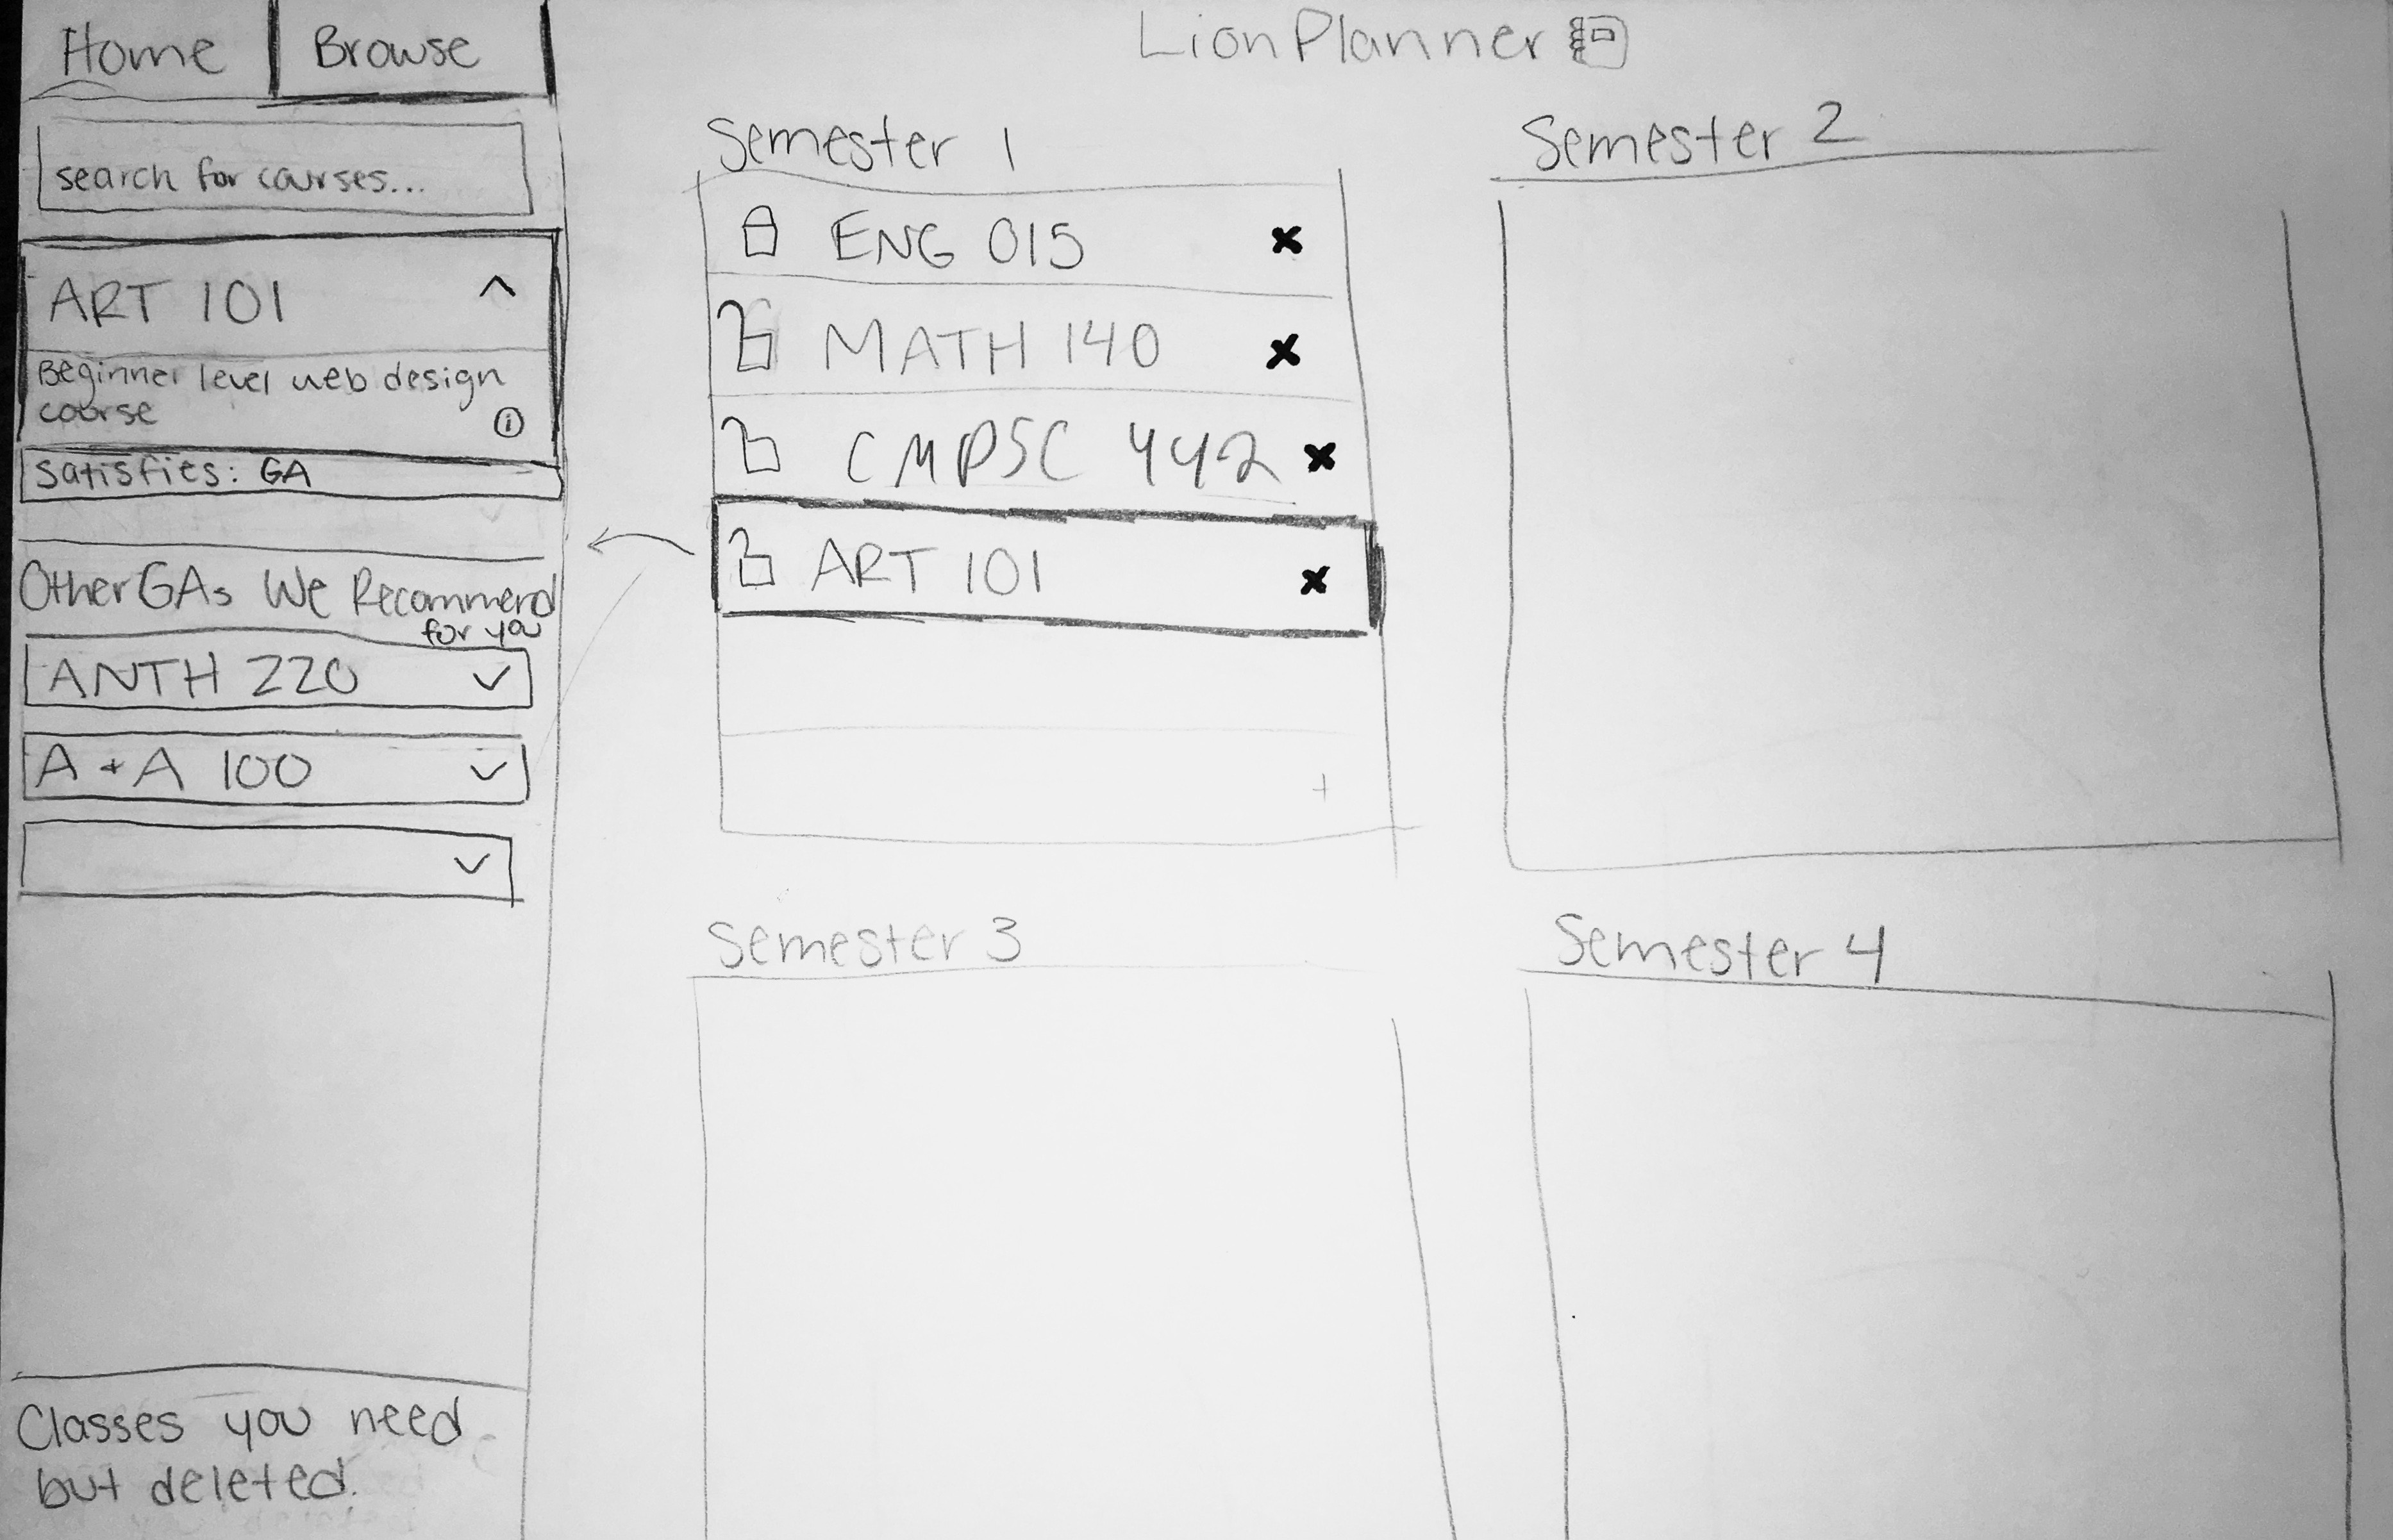 Home
Browse
LionPlanner
search for courses...
ART 101
Beginner level web design
course
i
Satisfies: GA
Other GAs We Recommend
for you
ANTH 220
A + A 100
Classes you need
but deleted.
Semester 1
ENG 015
MATH 140
CMPSC 442
ART 101
+
Semester 2
Semester 3
Semester 4